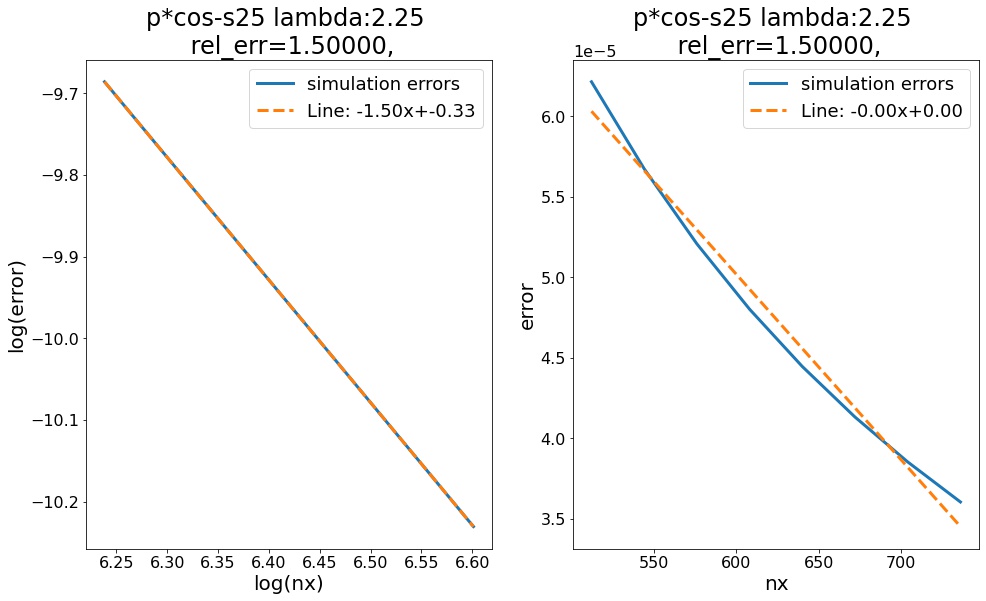 p*cos-s25 lambda:2.25
rel_err=1.50000,
simulation errors
Line: -1.50x+-0.33
−9.7
−9.8
−9.9
−10.0
−10.1
−10.2
log(error)
6.25 6.30 6.35 6.40 6.45 6.50 6.55 6.60
log(nx)
p*cos-s25 lambda:2.25
rel_err=1.50000,
1e−5
simulation errors
Line: -0.00x+0.00
6.0
5.5
5.0
4.5
4.0
3.5
error
550 600 650 700
nx